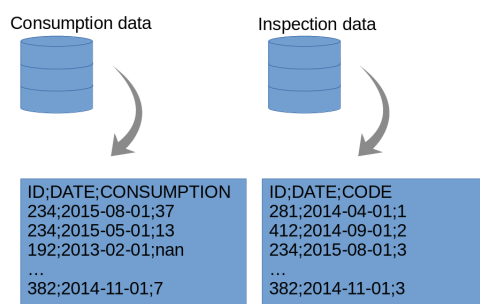 Consumption data
Inspection data
ID;DATE;CONSUMPTION
234;2015-08-01;37
234;2015-05-01;13
192;2013-02-01;nan
…
382;2014-11-01;7
ID;DATE;CODE
281;2014-04-01;1
412;2014-09-01;2
234;2015-08-01;3
…
382;2014-11-01;3